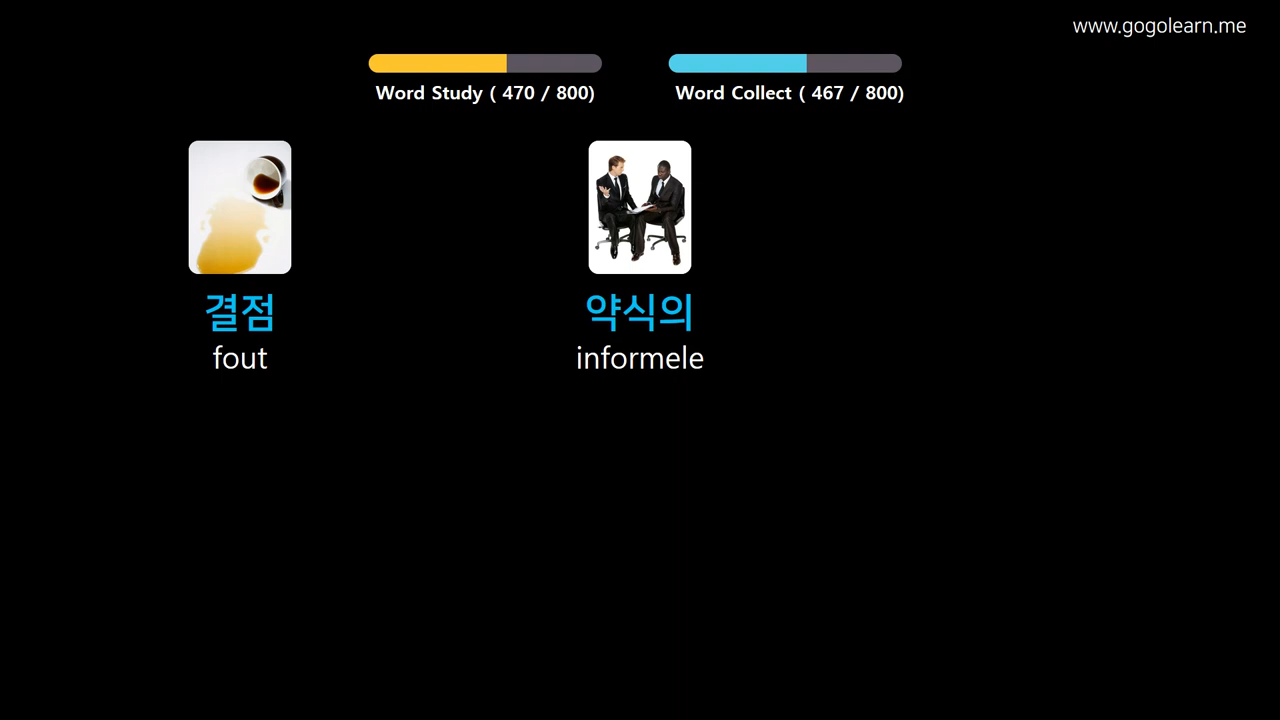 www.gogolearn.me
Word Study ( 470 / 800)
Word Collect ( 467 / 800)
결점
fout
약식의
informele